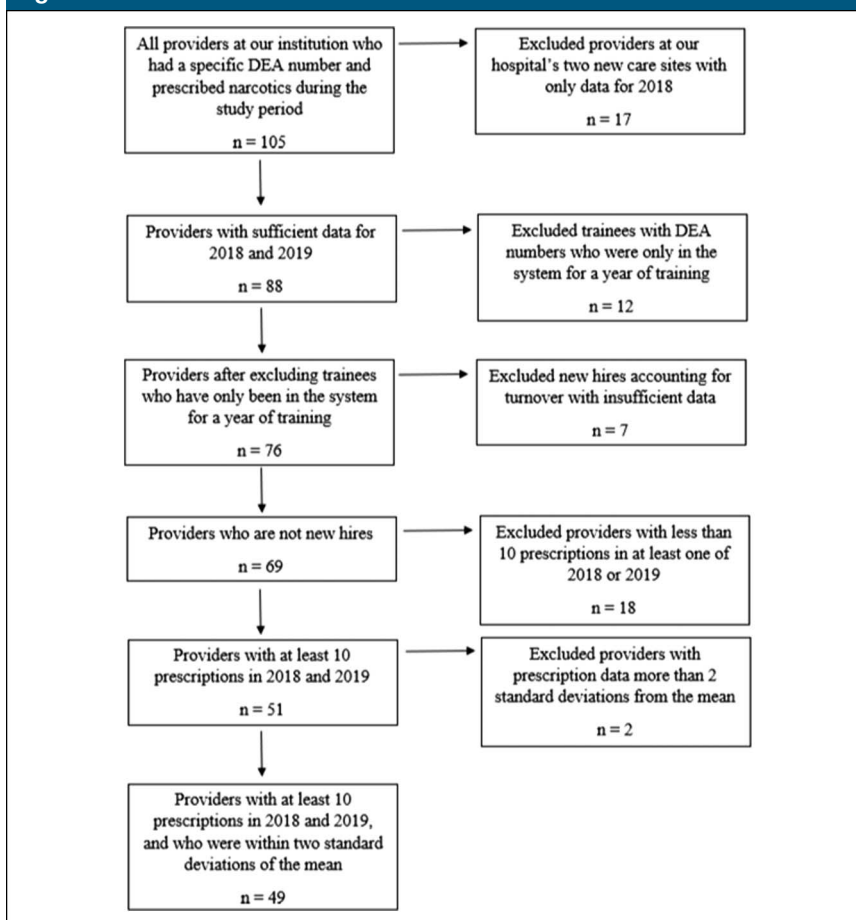 All providers at our institution who
had a specific DEA number and
prescribed narcotics during the
study period
n = 105
Excluded providers at our
hospital's two new care sites with
only data for 2018
n = 17
Providers with sufficient data for
2018 and 2019
n = 88
Excluded trainees with DEA
numbers who were only in the
system for a year of training
n = 12
Providers after excluding trainees
who have only been in the system
for a year of training
n = 76
Excluded new hires accounting for
turnover with insufficient data
n = 7
Providers who are not new hires
n = 69
Excluded providers with less than
10 prescriptions in at least one of
2018 or 2019
n = 18
Providers with at least 10
prescriptions in 2018 and 2019
n = 51
Excluded providers with
prescription data more than 2
standard deviations from the mean
n = 2
Providers with at least 10
prescriptions in 2018 and 2019,
and who were within two standard
deviations of the mean
n = 49